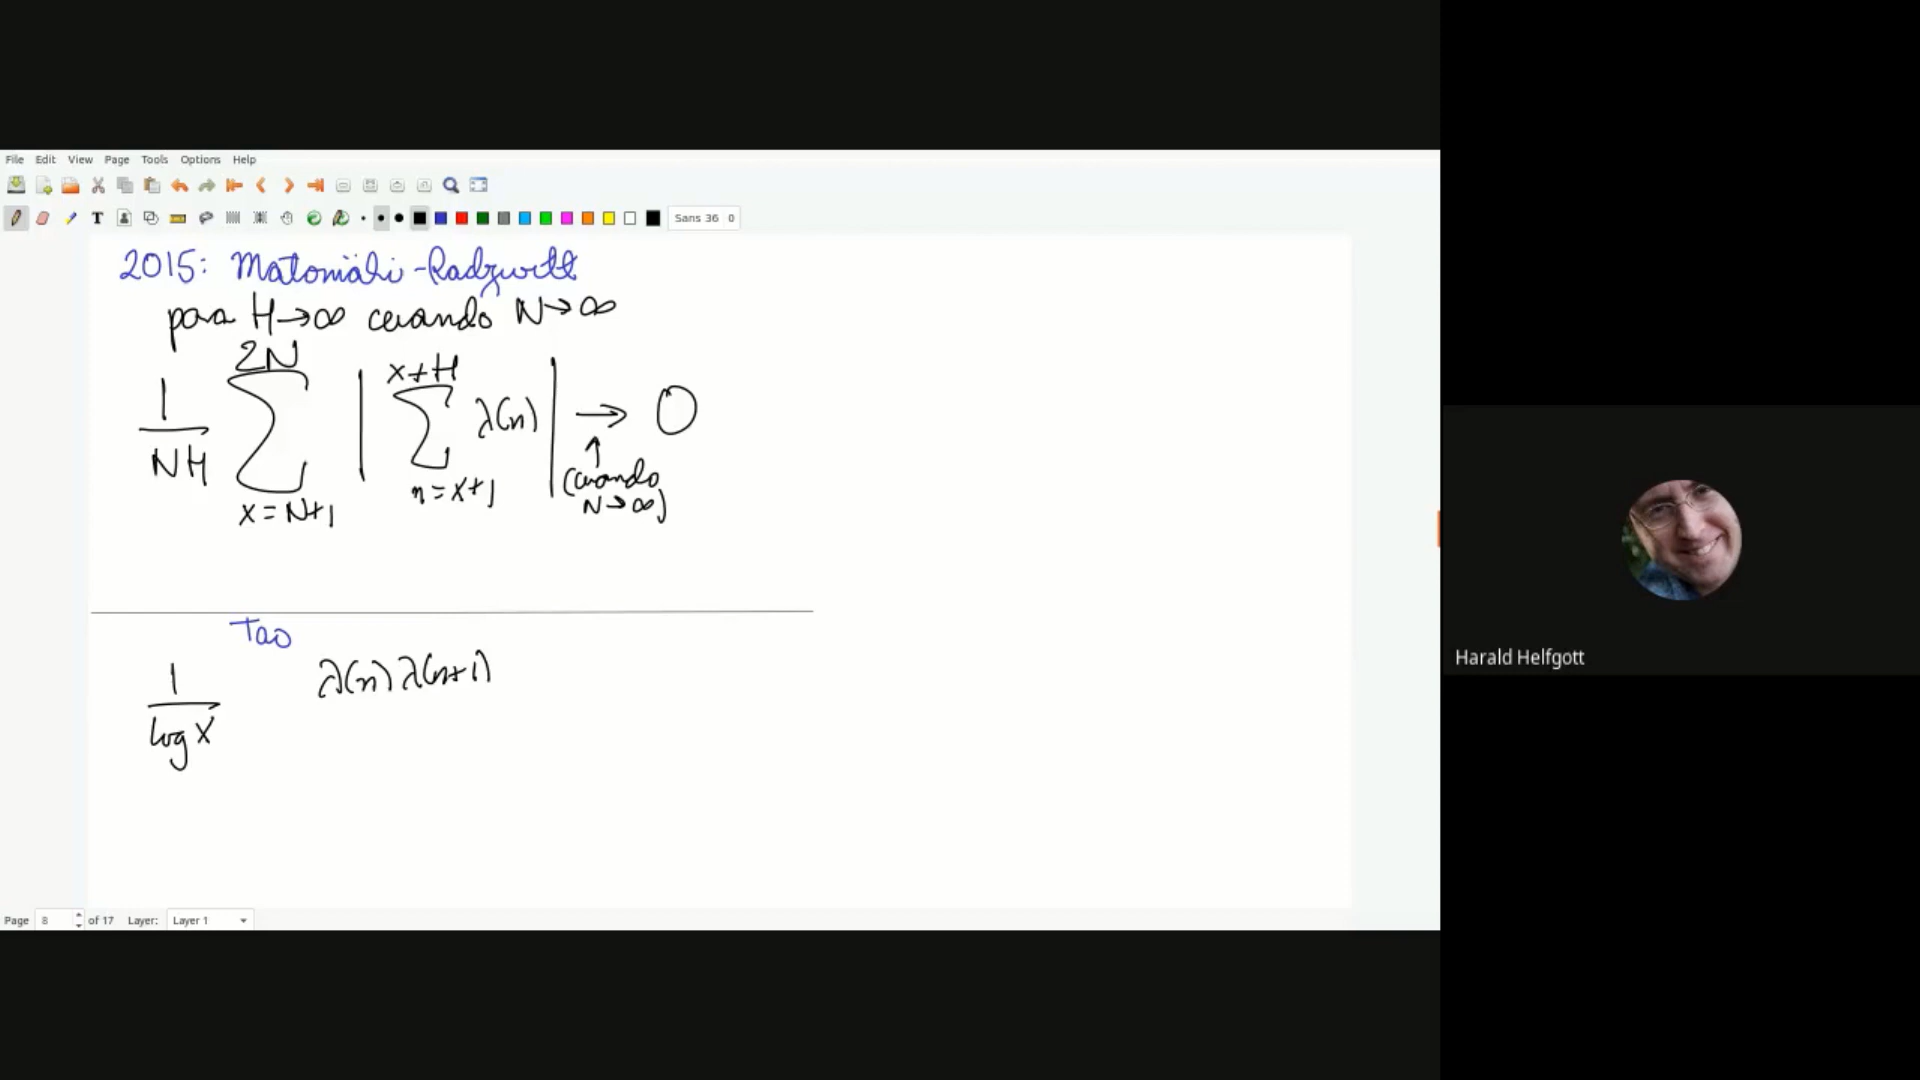 File Edit View Page Tools Options Help
Sans 36 0
2015: Matomäki-Radziwiłł
para H→∞ cuando N→∞
1/NH ∑_{x=N+1}^{2N} | ∑_{n=x+1}^{x+H} λ(n) | → 0
↑
(cuando
N→∞)
Tao
1/log x λ(n) λ(n+1)
Harald Helfgott
Page 8 of 17 Layer: Layer 1